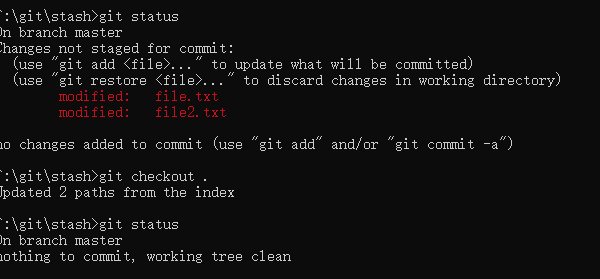 :\git\stash>git status
On branch master
Changes not staged for commit:
(use "git add <file>..." to update what will be committed)
(use "git restore <file>..." to discard changes in working directory)
modified: file.txt
modified: file2.txt
no changes added to commit (use "git add" and/or "git commit -a")
:\git\stash>git checkout .
Updated 2 paths from the index
:\git\stash>git status
On branch master
nothing to commit, working tree clean